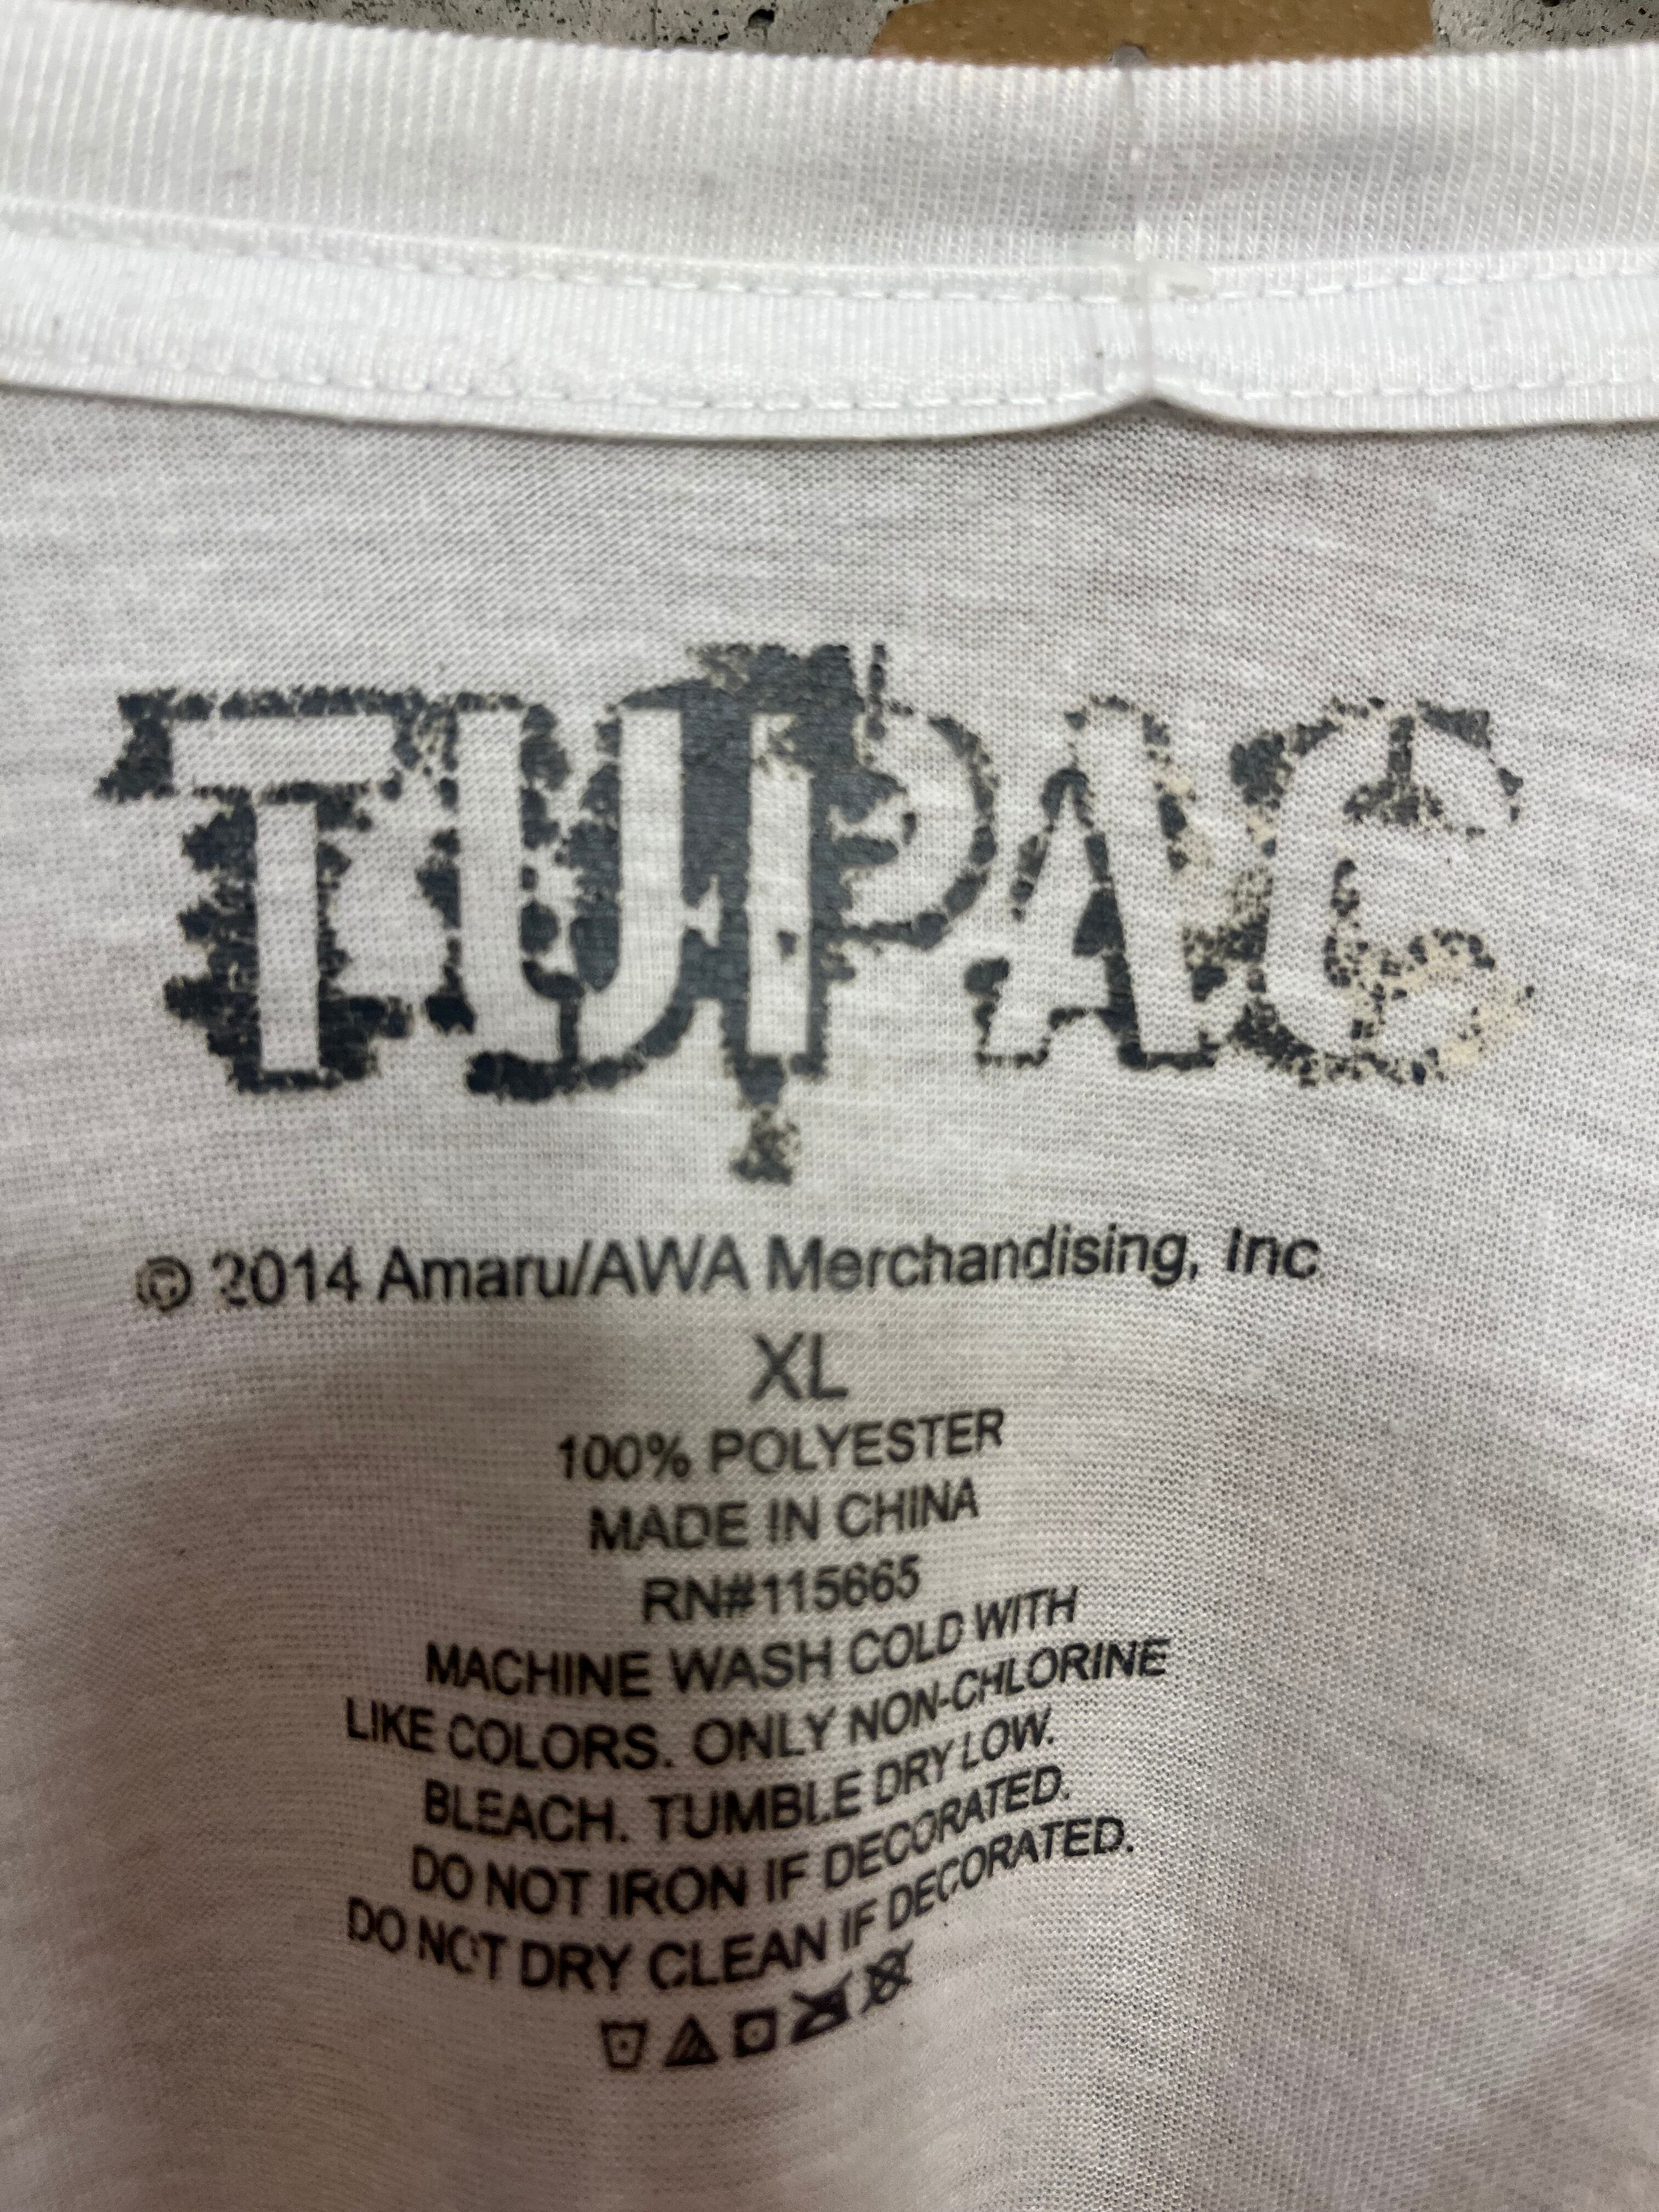 TUPAC
© 2014 Amaru/AWA Merchandising, Inc
XL
100% POLYESTER
MADE IN CHINA
RN#115665
MACHINE WASH COLD WITH
LIKE COLORS. ONLY NON-CHLORINE
BLEACH. TUMBLE DRY LOW.
DO NOT IRON IF DECORATED.
DO NOT DRY CLEAN IF DECORATED.